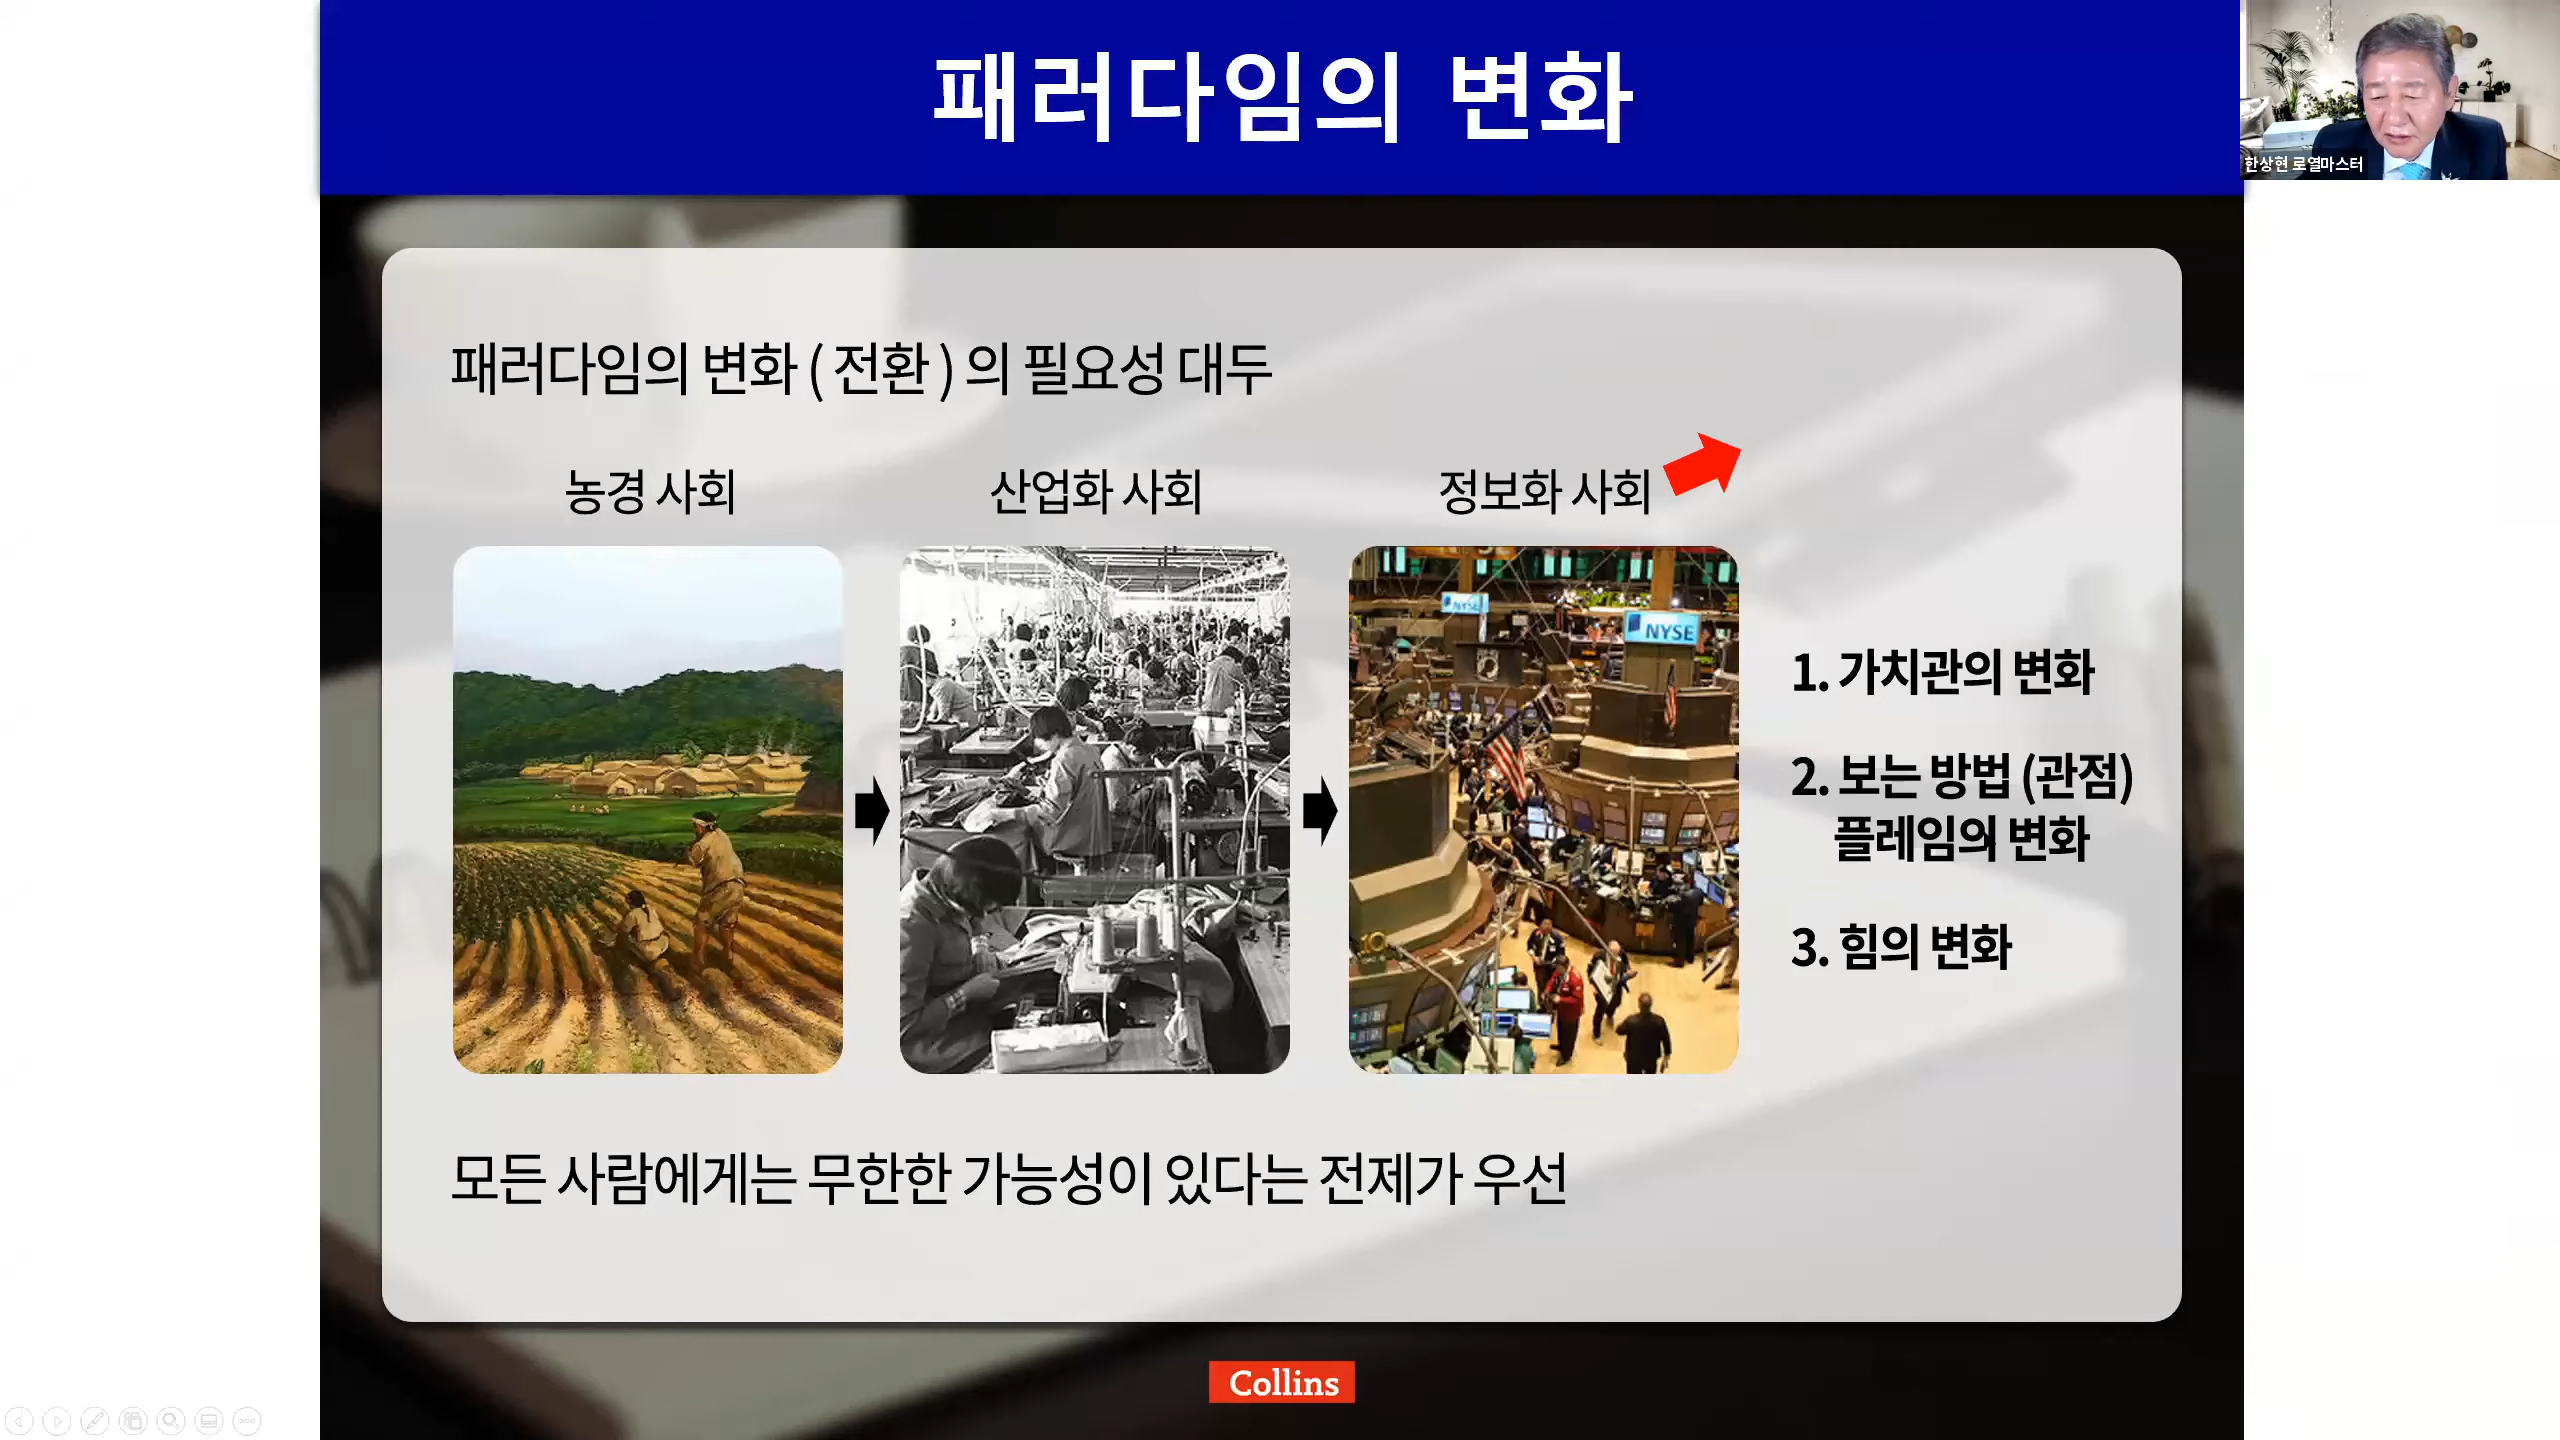 패러다임의 변화
한상현 로열마스터
패러다임의 변화 ( 전환 ) 의 필요성 대두
농경 사회
산업화 사회
정보화 사회
NYSE
NYSE
1. 가치관의 변화
2. 보는 방법 (관점)
플레임의 변화
3. 힘의 변화
모든 사람에게는 무한한 가능성이 있다는 전제가 우선
Collins